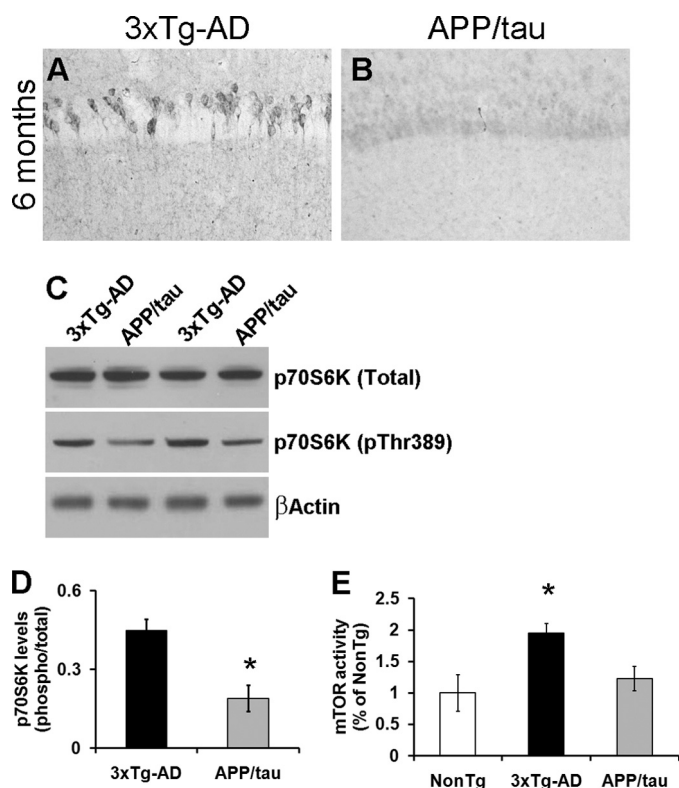 3xTg-AD APP/tau
6 months
A B
C
3xTg-AD APP/tau 3xTg-AD APP/tau
p70S6K (Total)
p70S6K (pThr389)
βActin
D
p70S6K levels
(phospho/total)
0.6
0.3
0
*
3xTg-AD APP/tau
E
mTOR activity
(% of NonTg)
2.5
2
1.5
1
0.5
0
*
NonTg 3xTg-AD APP/tau